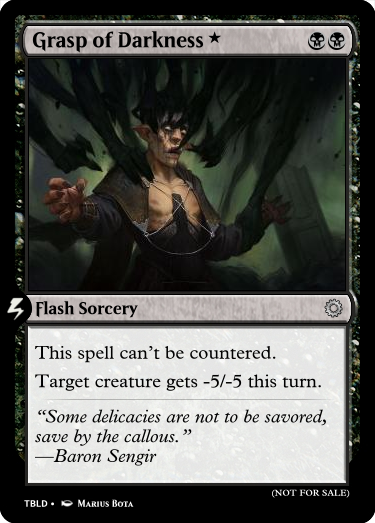 Grasp of Darkness ★
Flash Sorcery
This spell can't be countered.
Target creature gets -5/-5 this turn.
“Some delicacies are not to be savored,
save by the callous.”
—Baron Sengir
(NOT FOR SALE)
TBLD • Marius Bota